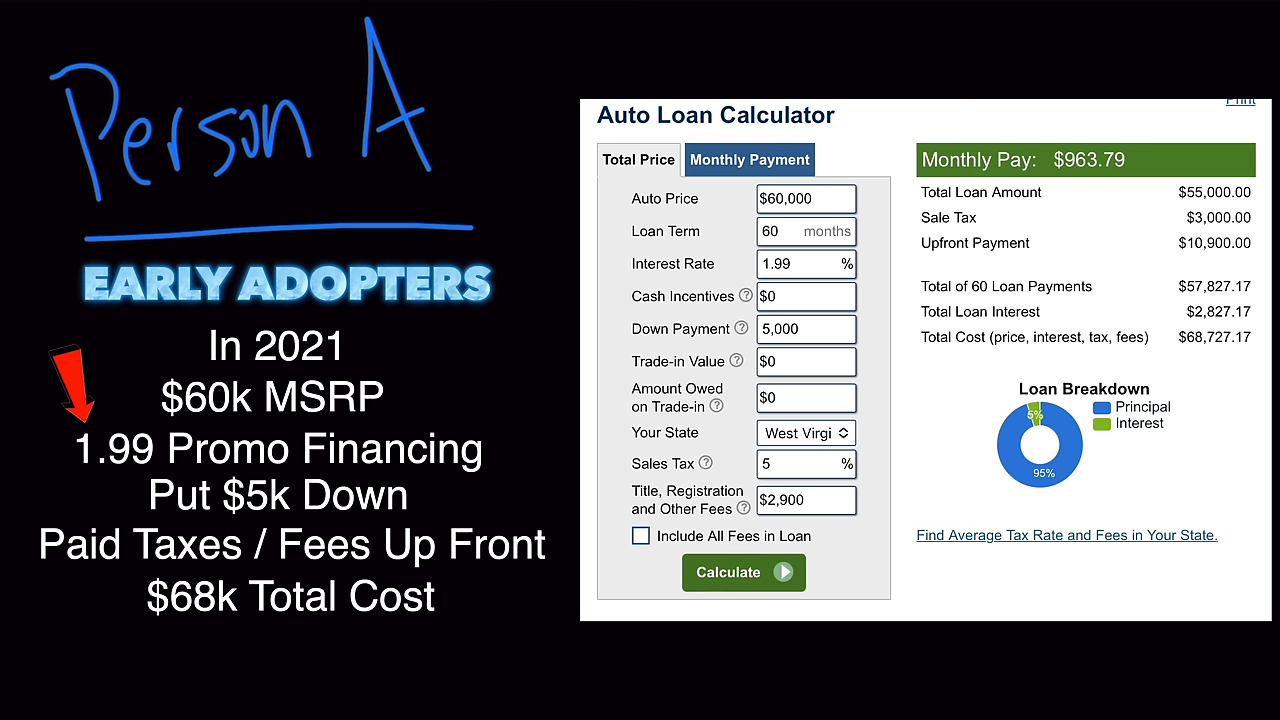 Person A
EARLY ADOPTERS
In 2021
$60k MSRP
1.99 Promo Financing
Put $5k Down
Paid Taxes / Fees Up Front
$68k Total Cost
Print
Auto Loan Calculator
Total Price
Monthly Payment
Auto Price $60,000
Loan Term 60 months
Interest Rate 1.99 %
Cash Incentives ? $0
Down Payment ? 5,000
Trade-in Value ? $0
Amount Owed
on Trade-in ? $0
Your State West Virgi
Sales Tax ? 5 %
Title, Registration
and Other Fees ? $2,900
Include All Fees in Loan
Calculate
Monthly Pay: $963.79
Total Loan Amount $55,000.00
Sale Tax $3,000.00
Upfront Payment $10,900.00
Total of 60 Loan Payments $57,827.17
Total Loan Interest $2,827.17
Total Cost (price, interest, tax, fees) $68,727.17
Loan Breakdown
Principal
Interest
5%
95%
Find Average Tax Rate and Fees in Your State.